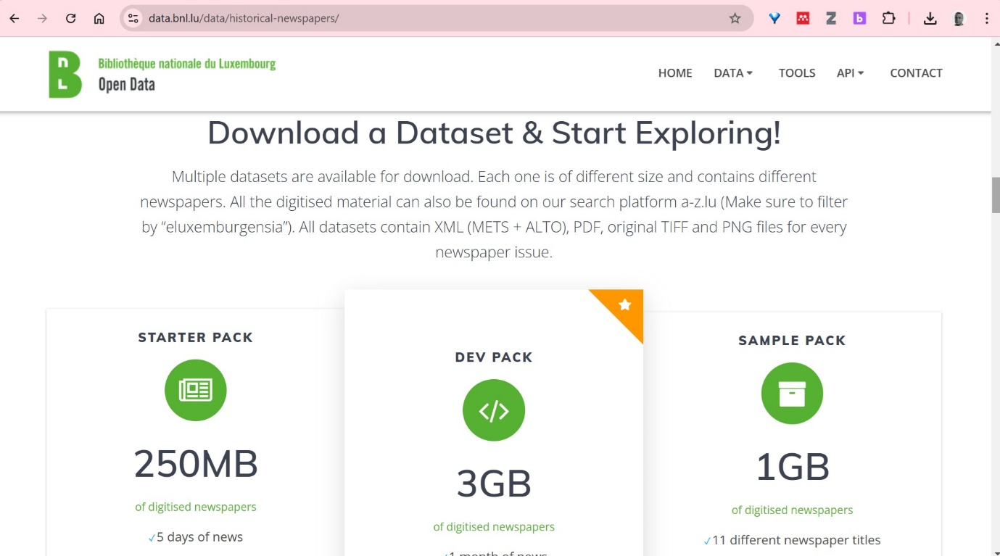 data.bnl.lu/data/historical-newspapers/
Bibliothèque nationale du Luxembourg
Open Data
HOME
DATA
TOOLS
API
CONTACT
Download a Dataset & Start Exploring!
Multiple datasets are available for download. Each one is of different size and contains different
newspapers. All the digitised material can also be found on our search platform a-z.lu (Make sure to filter
by “eluxemburgensia”). All datasets contain XML (METS + ALTO), PDF, original TIFF and PNG files for every
newspaper issue.
STARTER PACK
250MB
of digitised newspapers
✓5 days of news
DEV PACK
3GB
of digitised newspapers
✓1 month of news
SAMPLE PACK
1GB
of digitised newspapers
✓11 different newspaper titles